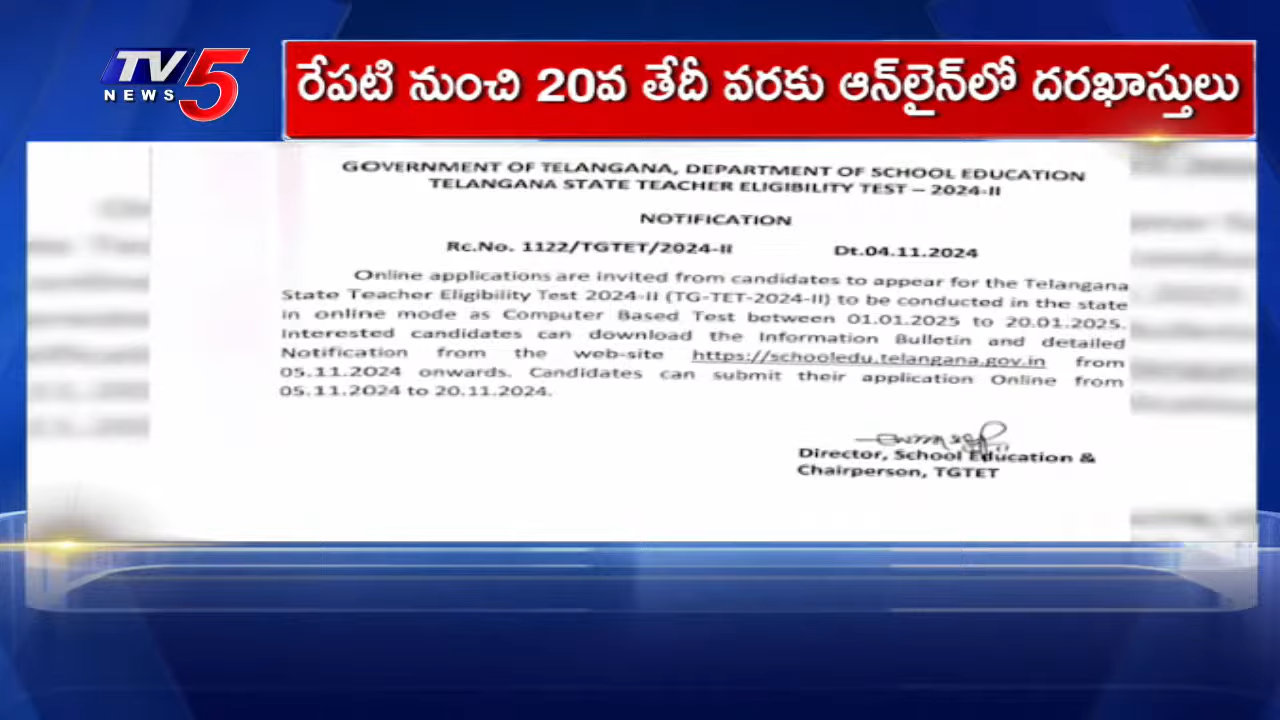 TV5
NEWS
రేపటి నుంచి 20వ తేదీ వరకు ఆన్‌లైన్‌లో దరఖాస్తులు
GOVERNMENT OF TELANGANA, DEPARTMENT OF SCHOOL EDUCATION
TELANGANA STATE TEACHER ELIGIBILITY TEST – 2024-II
NOTIFICATION
Rc.No. 1122/TGTET/2024-II Dt.04.11.2024
Online applications are invited from candidates to appear for the Telangana
State Teacher Eligibility Test 2024-II (TG-TET-2024-II) to be conducted in the state
in online mode as Computer Based Test between 01.01.2025 to 20.01.2025.
Interested candidates can download the Information Bulletin and detailed
Notification from the web-site https://schooledu.telangana.gov.in from
05.11.2024 onwards. Candidates can submit their application Online from
05.11.2024 to 20.11.2024.
Director, School Education &
Chairperson, TGTET